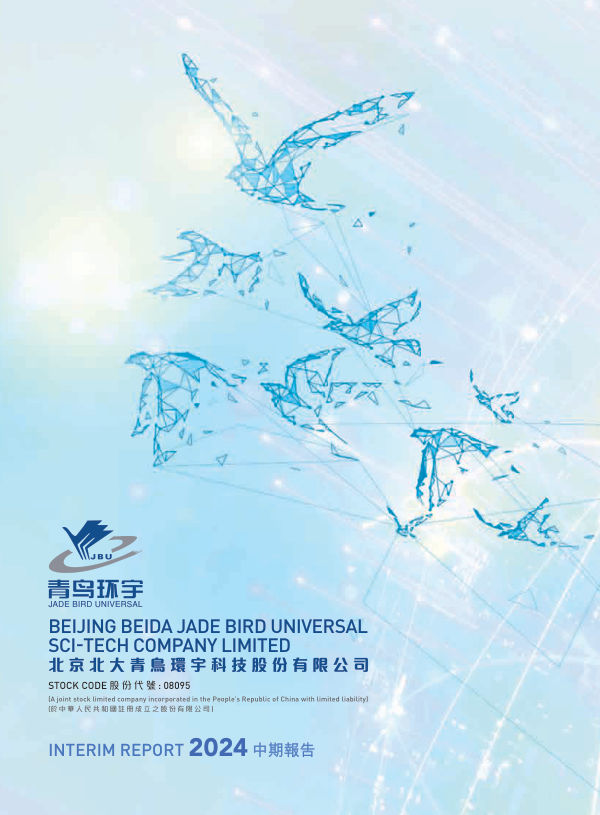 JBU
青鸟环宇
JADE BIRD UNIVERSAL
BEIJING BEIDA JADE BIRD UNIVERSAL
SCI-TECH COMPANY LIMITED
北京北大青鳥環宇科技股份有限公司
STOCK CODE 股份代號 : 08095
(A joint stock limited company incorporated in the People's Republic of China with limited liability)
(於中華人民共和國註冊成立之股份有限公司)
INTERIM REPORT 2024 中期報告